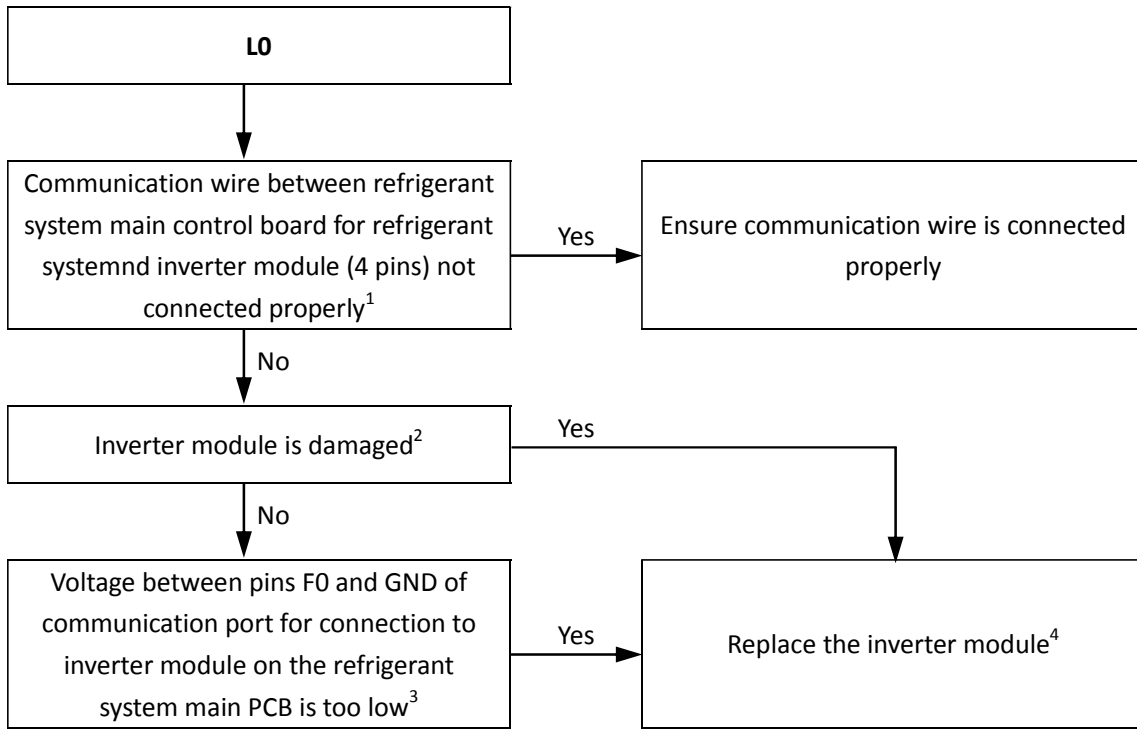 L0
Communication wire between refrigerant
system main control board for refrigerant
systemnd inverter module (4 pins) not
connected properly¹
Yes
Ensure communication wire is connected
properly
No
Inverter module is damaged²
Yes
No
Voltage between pins F0 and GND of
communication port for connection to
inverter module on the refrigerant
system main PCB is too low³
Yes
Replace the inverter module⁴